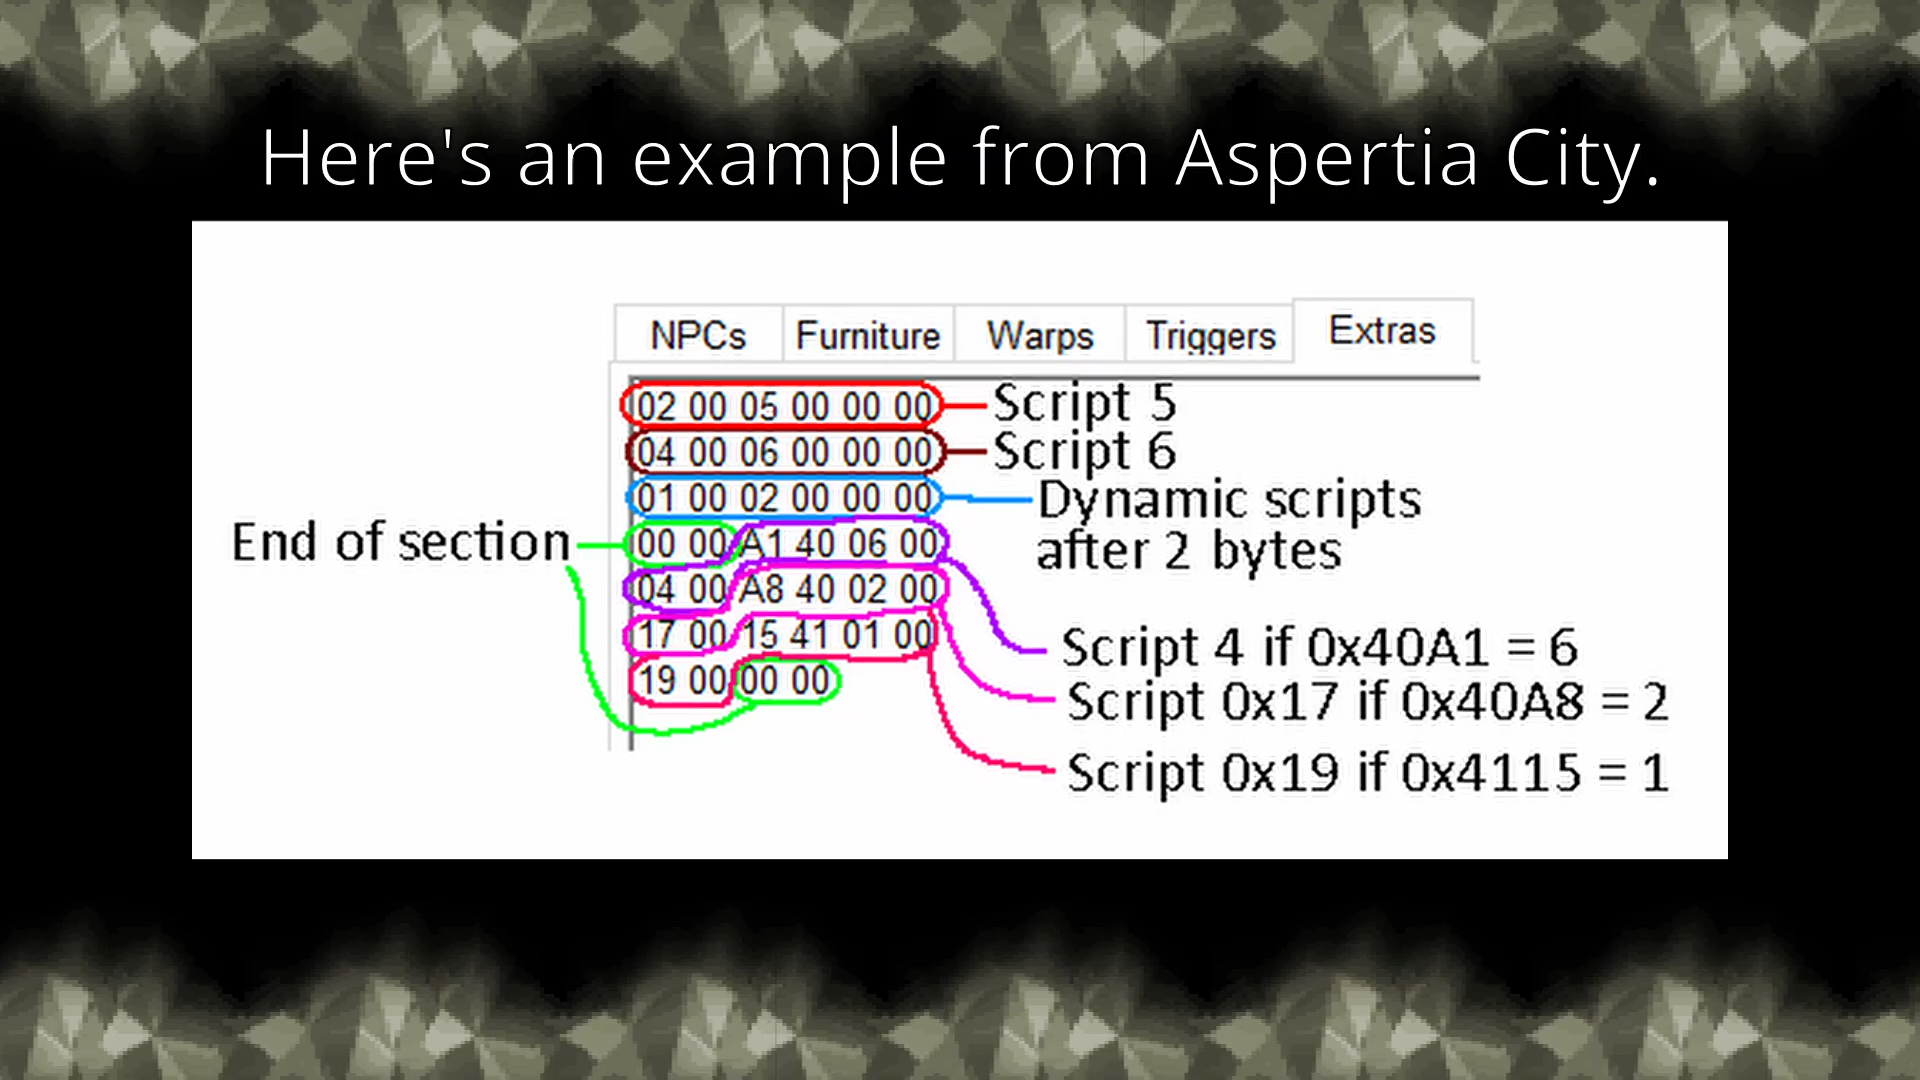 Here's an example from Aspertia City.
NPCs Furniture Warps Triggers Extras
02 00 05 00 00 00 Script 5
04 00 06 00 00 00 Script 6
01 00 02 00 00 00 Dynamic scripts
after 2 bytes
End of section 00 00 A1 40 06 00
04 00 A8 40 02 00
17 00 15 41 01 00
19 00 00 00
Script 4 if 0x40A1 = 6
Script 0x17 if 0x40A8 = 2
Script 0x19 if 0x4115 = 1